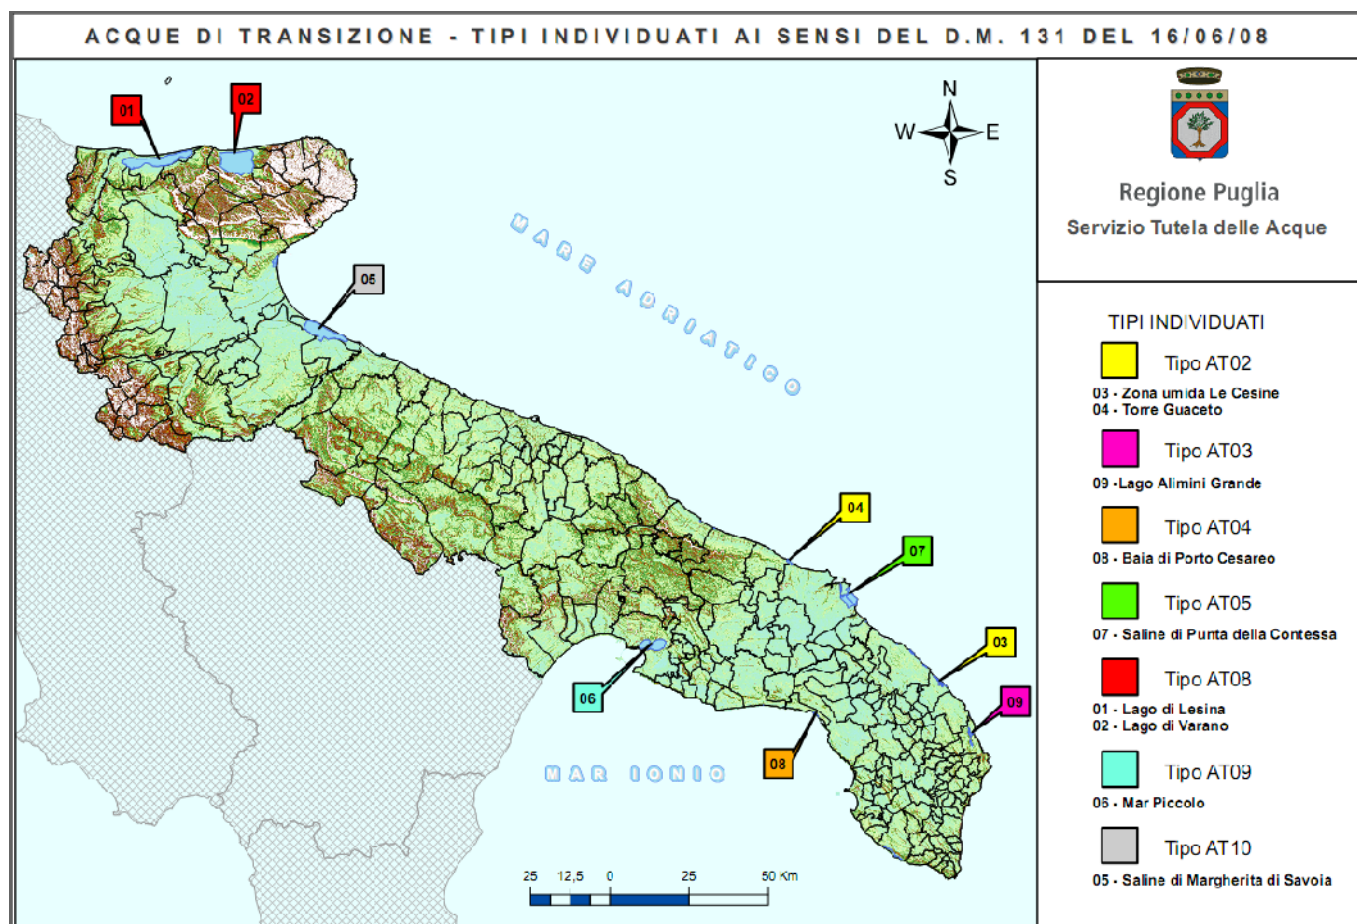 ACQUE DI TRANSIZIONE - TIPI INDIVIDUATI AI SENSI DEL D.M. 131 DEL 16/06/08
01
02
N
W E
S
Regione Puglia
Servizio Tutela delle Acque
MARE ADRIATICO
05
TIPI INDIVIDUATI
Tipo AT02
03 - Zona umida Le Cesine
04 - Torre Guaceto
Tipo AT03
09 -Lago Alimini Grande
Tipo AT04
08 - Baia di Porto Cesareo
Tipo AT05
07 - Saline di Punta della Contessa
Tipo AT08
01 - Lago di Lesina
02 - Lago di Varano
Tipo AT09
06 - Mar Piccolo
Tipo AT10
05 - Saline di Margherita di Savoia
04
07
03
06
09
08
MAR IONIO
25 12,5 0 25 50 Km